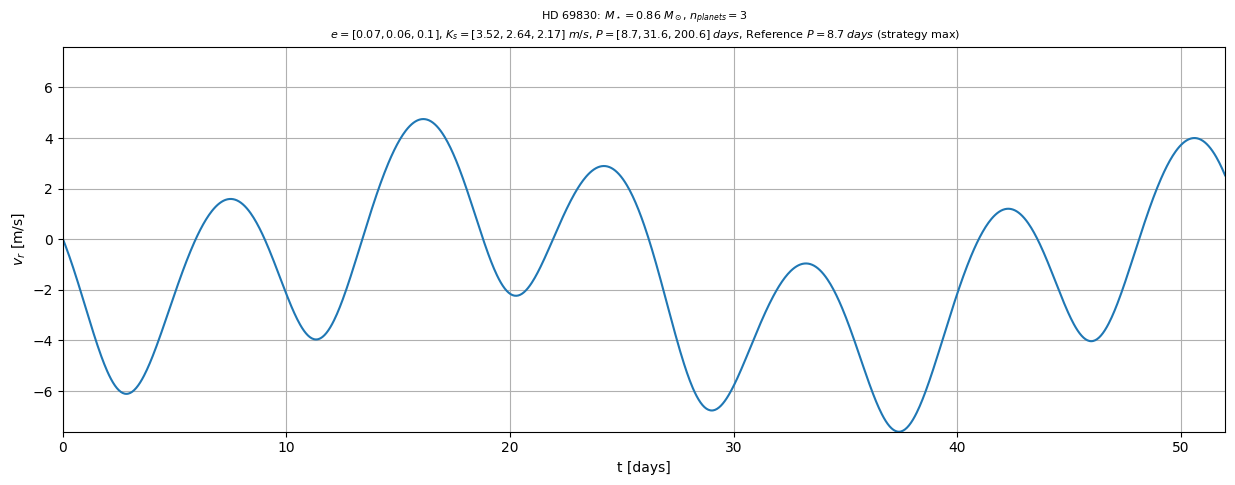 HD 69830: $M_\star = 0.86\ M_\odot$, $n_{planets} = 3$
$e = [0.07, 0.06, 0.1]$, $K_s = [3.52, 2.64, 2.17]\ m/s$, $P = [8.7, 31.6, 200.6]\ days$, Reference $P = 8.7\ days$ (strategy max)
6
4
2
0
−2
−4
−6
$v_r$ [m/s]
0 10 20 30 40 50
t [days]